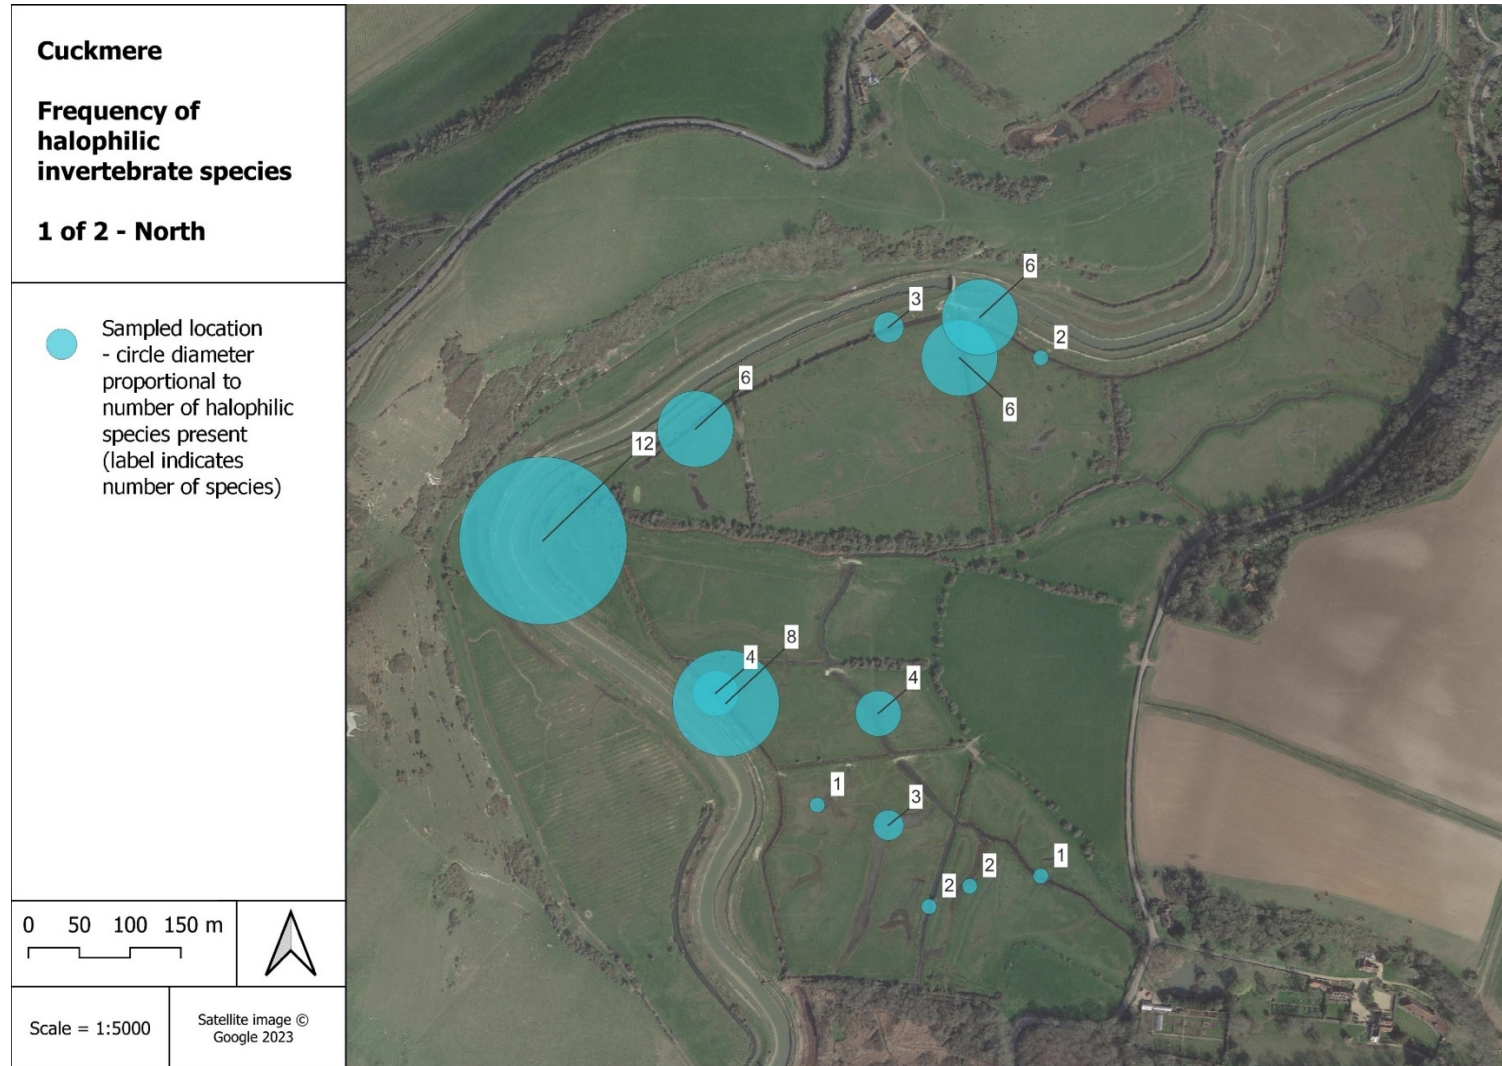 Cuckmere
Frequency of
halophilic
invertebrate species
1 of 2 - North
Sampled location
- circle diameter
proportional to
number of halophilic
species present
(label indicates
number of species)
0 50 100 150 m
Scale = 1:5000
Satellite image ©
Google 2023
6
3
2
6
6
12
8
4
4
1
3
2
1
2